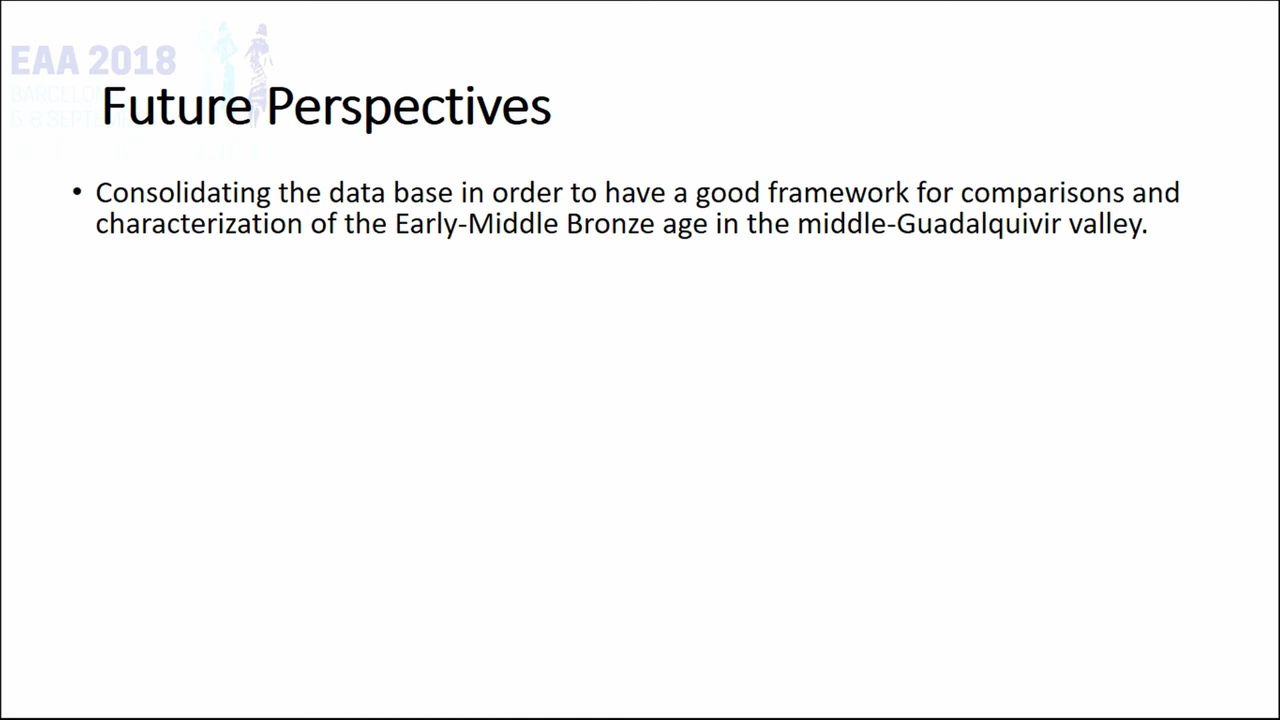 EAA 2018
BARCELONA
Future Perspectives
• Consolidating the data base in order to have a good framework for comparisons and
characterization of the Early-Middle Bronze age in the middle-Guadalquivir valley.